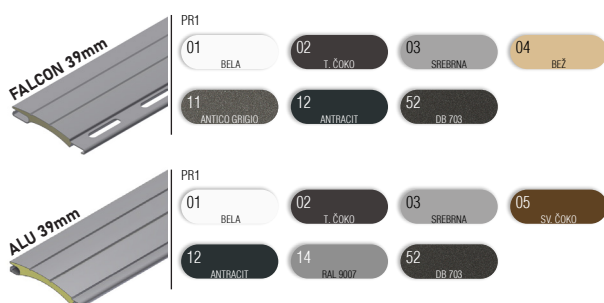 FALCON 39mm
PR1
01 02 03 04
BELA T. ČOKO SREBRNA BEŽ
11 12 52
ANTICO GRIGIO ANTRACIT DB 703
ALU 39mm
PR1
01 02 03 05
BELA T. ČOKO SREBRNA SV. ČOKO
12 14 52
ANTRACIT RAL 9007 DB 703